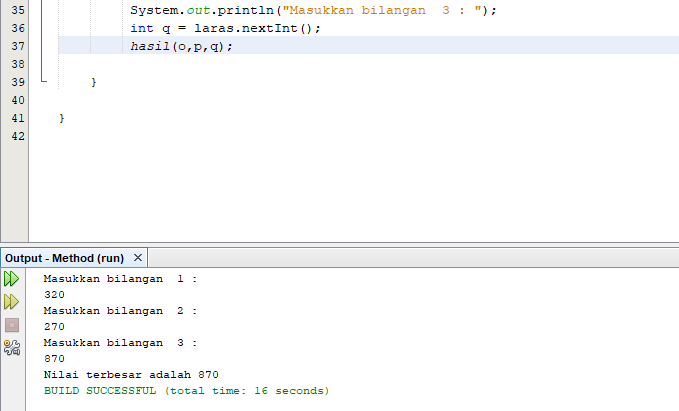 35 System.out.println("Masukkan bilangan  3 : ");
36 int q = laras.nextInt();
37 hasil(o,p,q);
38
39 }
40
41 }
42
Output - Method (run) ×
Masukkan bilangan  1 :
320
Masukkan bilangan  2 :
270
Masukkan bilangan  3 :
870
Nilai terbesar adalah 870
BUILD SUCCESSFUL (total time: 16 seconds)